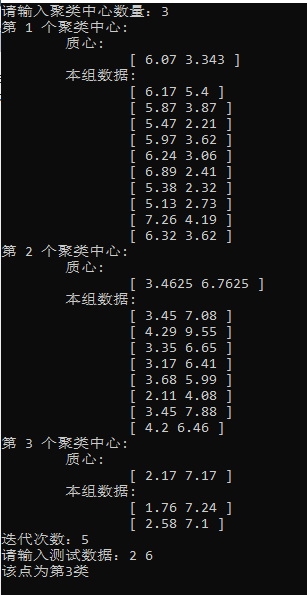 请输入聚类中心数量：3
第 1 个聚类中心:
质心:
[ 6.07 3.343 ]
本组数据:
[ 6.17 5.4 ]
[ 5.87 3.87 ]
[ 5.47 2.21 ]
[ 5.97 3.62 ]
[ 6.24 3.06 ]
[ 6.89 2.41 ]
[ 5.38 2.32 ]
[ 5.13 2.73 ]
[ 7.26 4.19 ]
[ 6.32 3.62 ]
第 2 个聚类中心:
质心:
[ 3.4625 6.7625 ]
本组数据:
[ 3.45 7.08 ]
[ 4.29 9.55 ]
[ 3.35 6.65 ]
[ 3.17 6.41 ]
[ 3.68 5.99 ]
[ 2.11 4.08 ]
[ 3.45 7.88 ]
[ 4.2 6.46 ]
第 3 个聚类中心:
质心:
[ 2.17 7.17 ]
本组数据:
[ 1.76 7.24 ]
[ 2.58 7.1 ]
迭代次数：5
请输入测试数据：2 6
该点为第3类